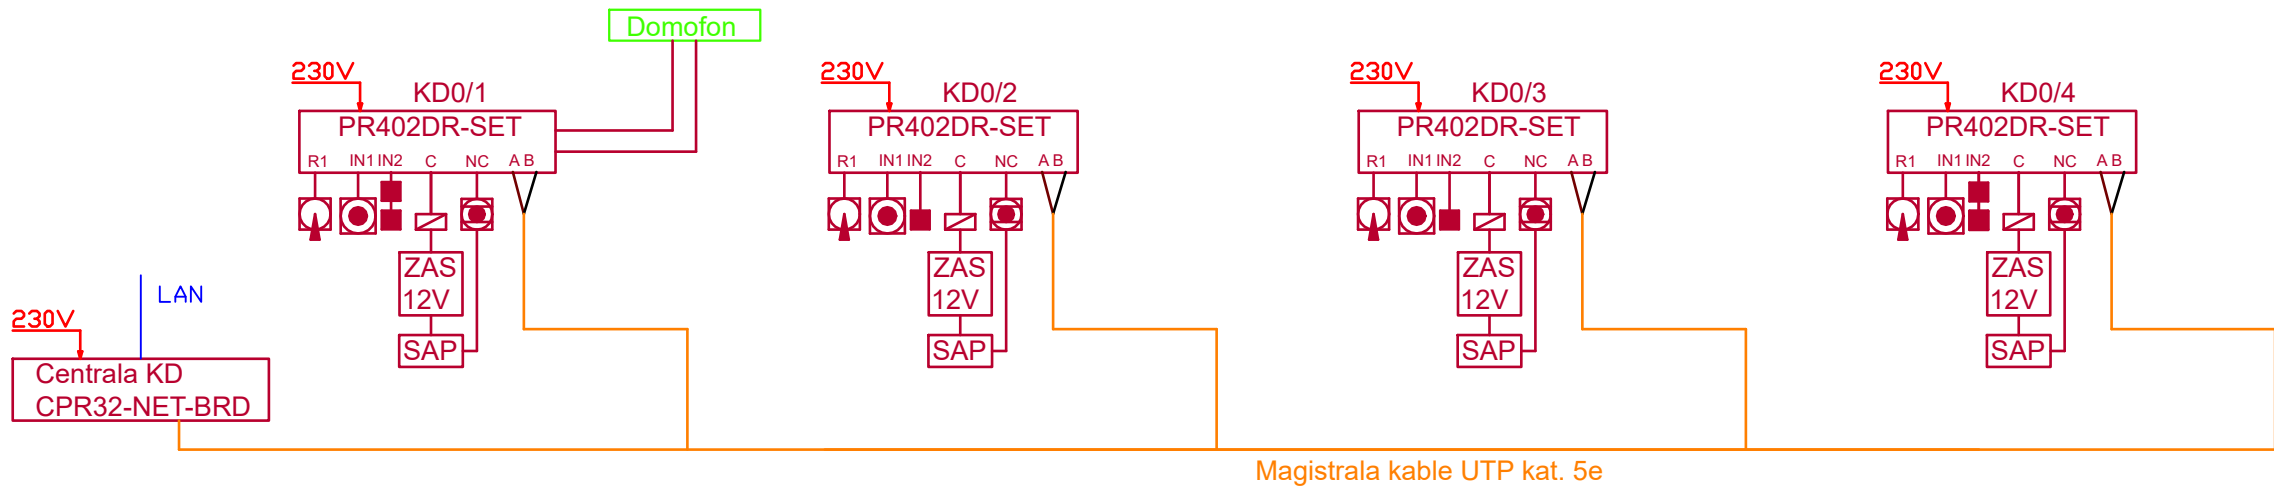 Domofon
230V
230V
230V
230V
KD0/1
KD0/2
KD0/3
KD0/4
PR402DR-SET
PR402DR-SET
PR402DR-SET
PR402DR-SET
R1 IN1 IN2 C NC A B
R1 IN1 IN2 C NC A B
R1 IN1 IN2 C NC A B
R1 IN1 IN2 C NC A B
ZAS
12V
ZAS
12V
ZAS
12V
ZAS
12V
SAP
SAP
SAP
SAP
LAN
230V
Centrala KD
CPR32-NET-BRD
Magistrala kable UTP kat. 5e